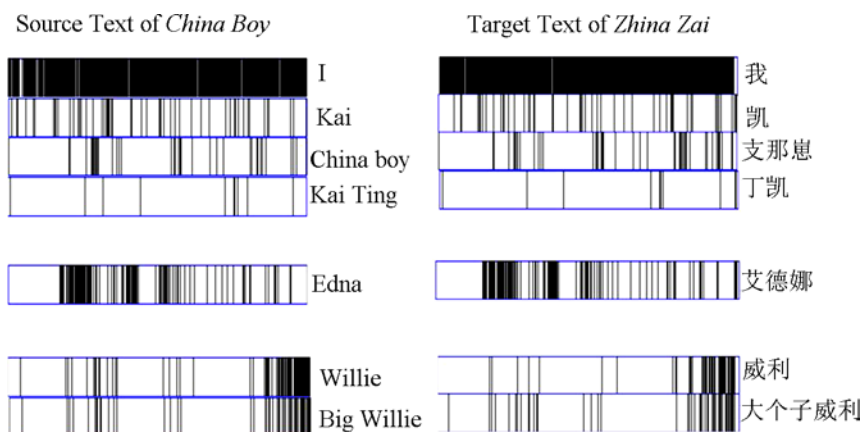 Source Text of China Boy
Target Text of Zhina Zai
I
我
Kai
凯
China boy
支那崽
Kai Ting
丁凯
Edna
艾德娜
Willie
威利
Big Willie
大个子威利